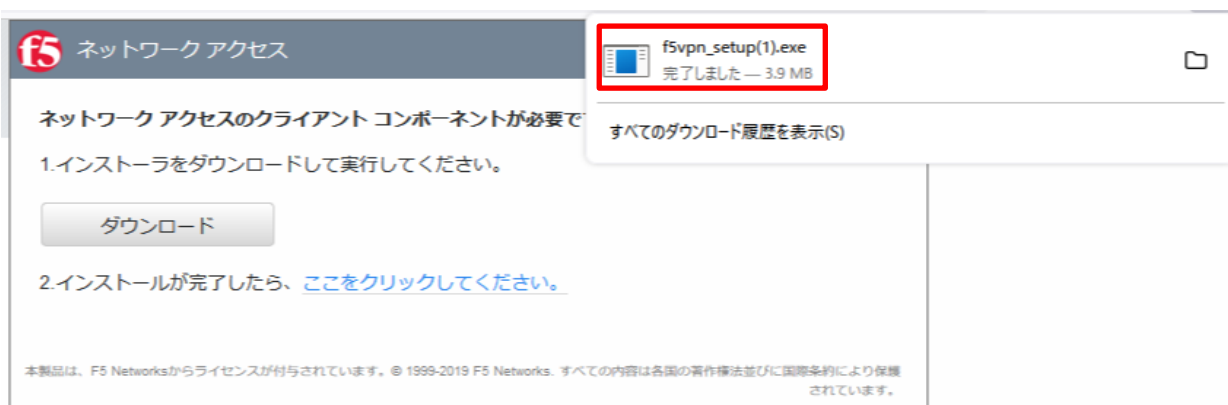 f5 ネットワーク アクセス
f5vpn_setup(1).exe
完了しました — 3.9 MB
すべてのダウンロード履歴を表示(S)
ネットワーク アクセスのクライアント コンポーネントが必要で
1.インストーラをダウンロードして実行してください。
ダウンロード
2.インストールが完了したら、ここをクリックしてください。
本製品は、F5 Networksからライセンスが付与されています。© 1999-2019 F5 Networks. すべての内容は各国の著作権法並びに国際条約により保護
されています。